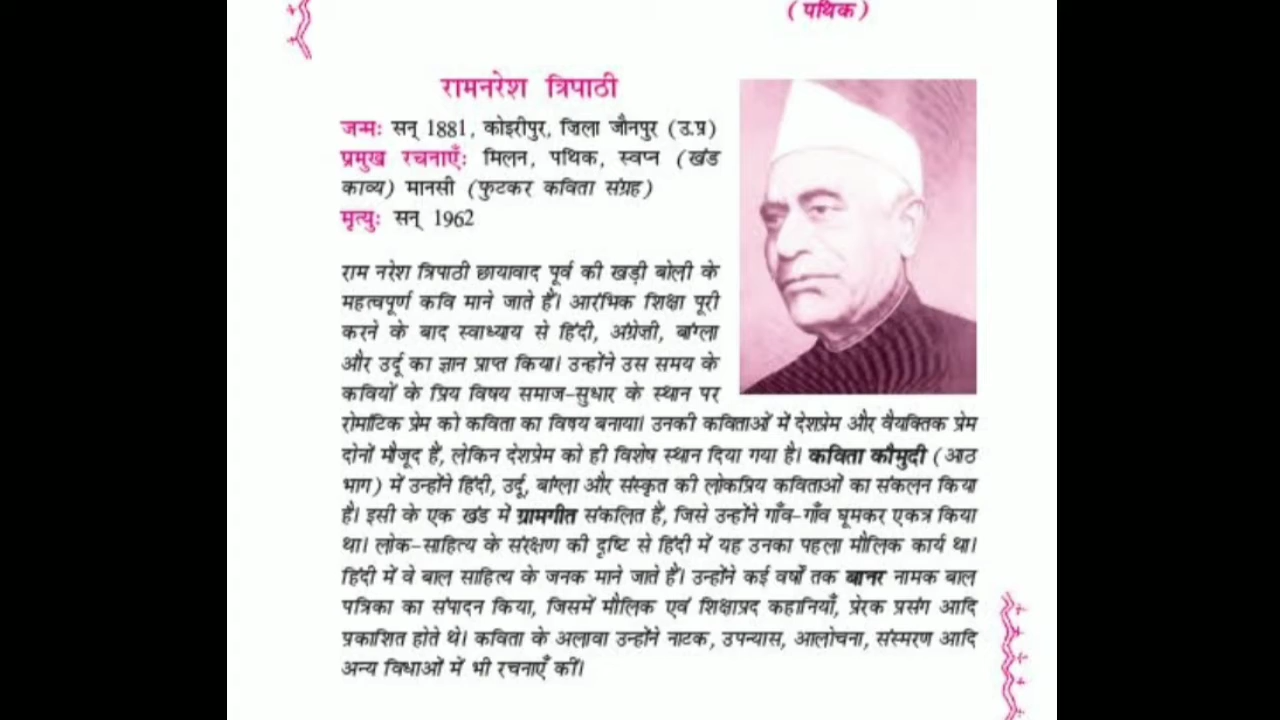 (पथिक)
रामनरेश त्रिपाठी
जन्मः सन् 1881, कोइरीपुर, जिला जौनपुर (उ.प्र)
प्रमुख रचनाएँः मिलन, पथिक, स्वप्न (खंड
काव्य) मानसी (फुटकर कविता संग्रह)
मृत्युः सन् 1962
राम नरेश त्रिपाठी छायावाद पूर्व की खड़ी बोली के
महत्वपूर्ण कवि माने जाते हैं। आरंभिक शिक्षा पूरी
करने के बाद स्वाध्याय से हिंदी, अंग्रेज़ी, बांग्ला
और उर्दू का ज्ञान प्राप्त किया। उन्होंने उस समय के
कवियों के प्रिय विषय समाज-सुधार के स्थान पर
रोमांटिक प्रेम को कविता का विषय बनाया। उनकी कविताओं में देशप्रेम और वैयक्तिक प्रेम
दोनों मौजूद हैं, लेकिन देशप्रेम को ही विशेष स्थान दिया गया है। कविता कौमुदी (आठ
भाग) में उन्होंने हिंदी, उर्दू, बांग्ला और संस्कृत की लोकप्रिय कविताओं का संकलन किया
है। इसी के एक खंड में ग्रामगीत संकलित हैं, जिसे उन्होंने गाँव-गाँव घूमकर एकत्र किया
था। लोक-साहित्य के संरक्षण की दृष्टि से हिंदी में यह उनका पहला मौलिक कार्य था।
हिंदी में वे बाल साहित्य के जनक माने जाते हैं। उन्होंने कई वर्षों तक बानर नामक बाल
पत्रिका का संपादन किया, जिसमें मौलिक एवं शिक्षाप्रद कहानियाँ, प्रेरक प्रसंग आदि
प्रकाशित होते थे। कविता के अलावा उन्होंने नाटक, उपन्यास, आलोचना, संस्मरण आदि
अन्य विधाओं में भी रचनाएँ कीं।